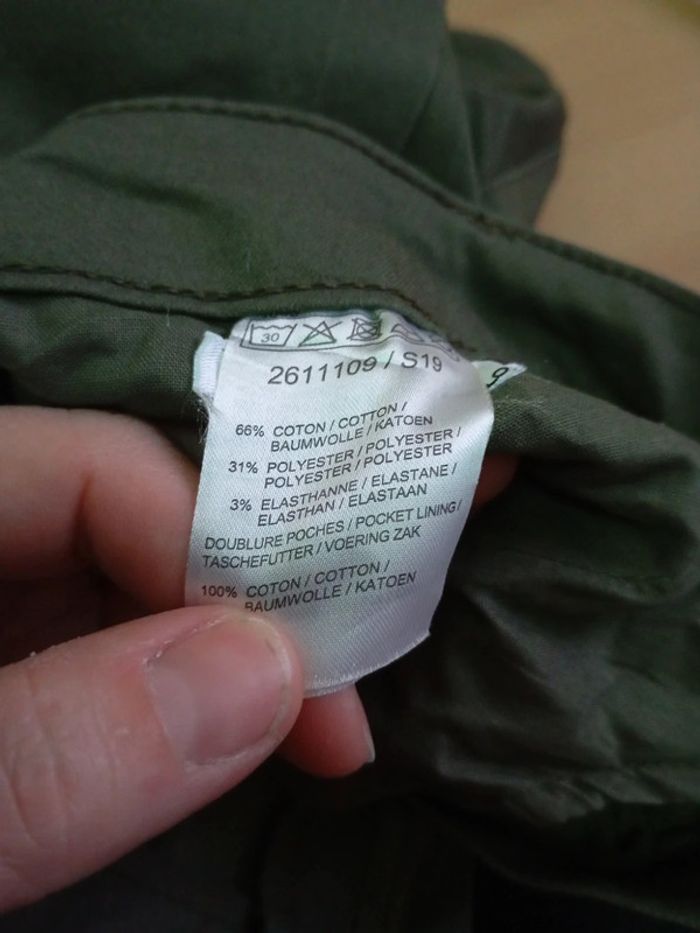 30
2611109 / S19
9
66% COTON / COTTON /
BAUMWOLLE / KATOEN
31% POLYESTER / POLYESTER /
POLYESTER / POLYESTER
3% ELASTHANNE / ELASTANE /
ELASTHAN / ELASTAAN
DOUBLURE POCHES / POCKET LINING /
TASCHEFUTTER / VOERING ZAK
100% COTON / COTTON /
BAUMWOLLE / KATOEN